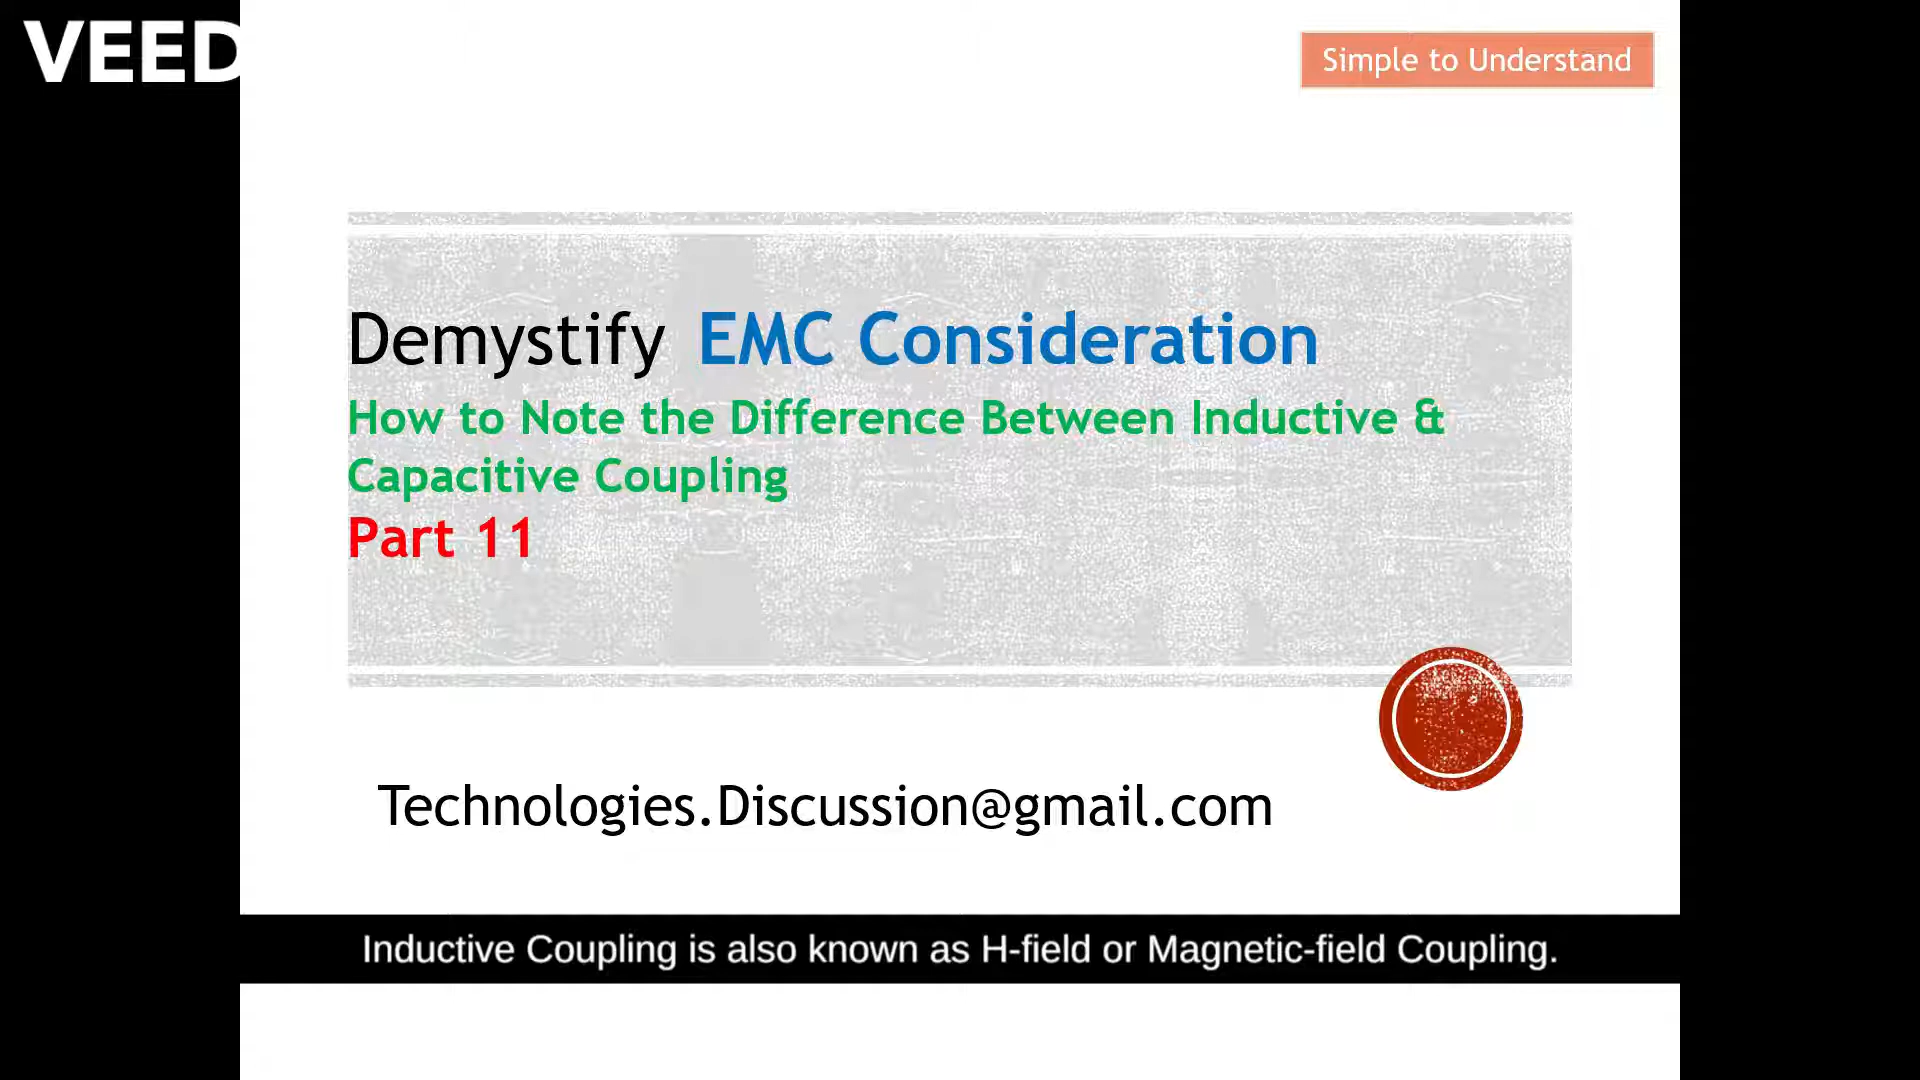 VEED
Simple to Understand
Demystify EMC Consideration
How to Note the Difference Between Inductive &
Capacitive Coupling
Part 11
Technologies.Discussion@gmail.com
Inductive Coupling is also known as H-field or Magnetic-field Coupling.